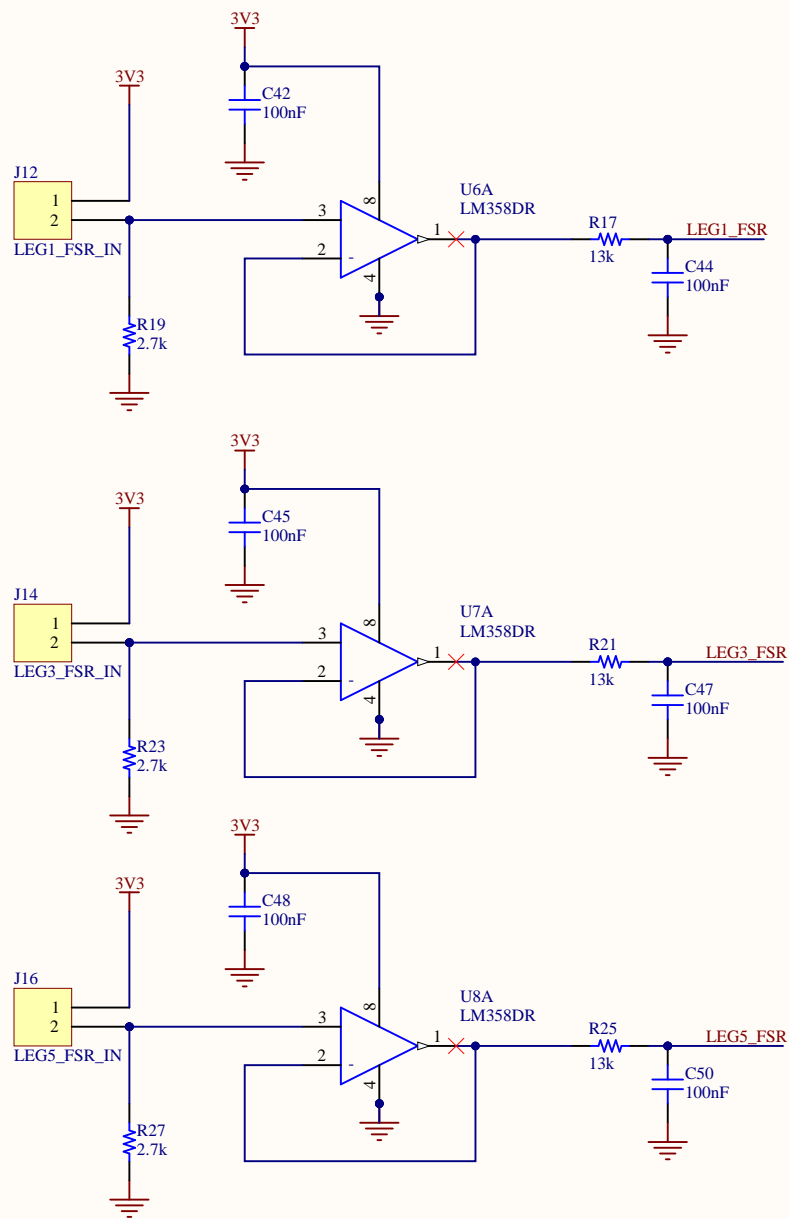 3V3
3V3
C42
100nF
J12
1
2
LEG1_FSR_IN
8
3
2
-
4
1
U6A
LM358DR
R17
13k
LEG1_FSR
C44
100nF
R19
2.7k
3V3
3V3
C45
100nF
J14
1
2
LEG3_FSR_IN
8
3
2
-
4
1
U7A
LM358DR
R21
13k
LEG3_FSR
C47
100nF
R23
2.7k
3V3
3V3
C48
100nF
J16
1
2
LEG5_FSR_IN
8
3
2
-
4
1
U8A
LM358DR
R25
13k
LEG5_FSR
C50
100nF
R27
2.7k